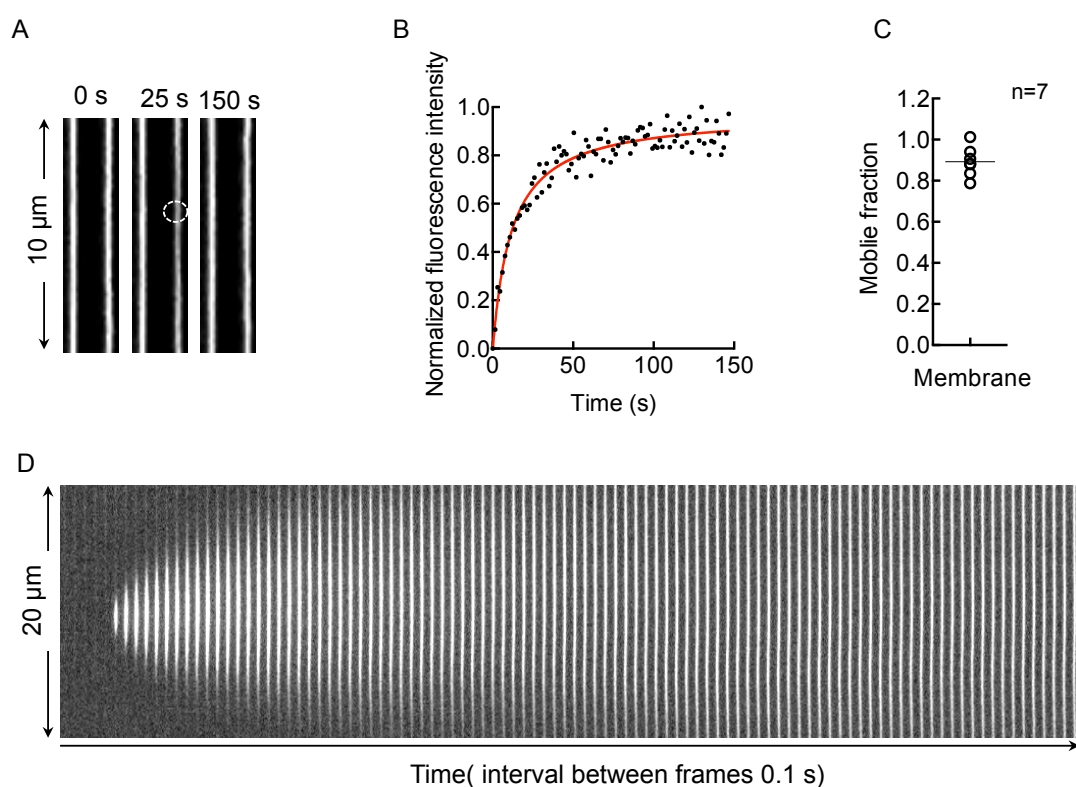 A
0 s 25 s 150 s
10 µm
B
Normalized fluorescence intensity
1.0
0.8
0.6
0.4
0.2
0.0
0 50 100 150
Time (s)
C
n=7
Moblie fraction
1.2
1.0
0.8
0.6
0.4
0.2
0.0
Membrane
D
20 µm
Time( interval between frames 0.1 s)